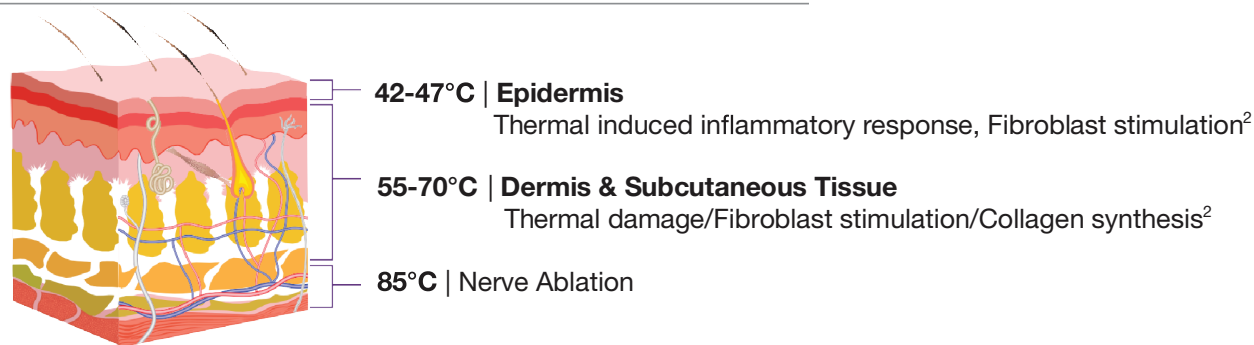 42-47°C | Epidermis
Thermal induced inflammatory response, Fibroblast stimulation²
55-70°C | Dermis & Subcutaneous Tissue
Thermal damage/Fibroblast stimulation/Collagen synthesis²
85°C | Nerve Ablation